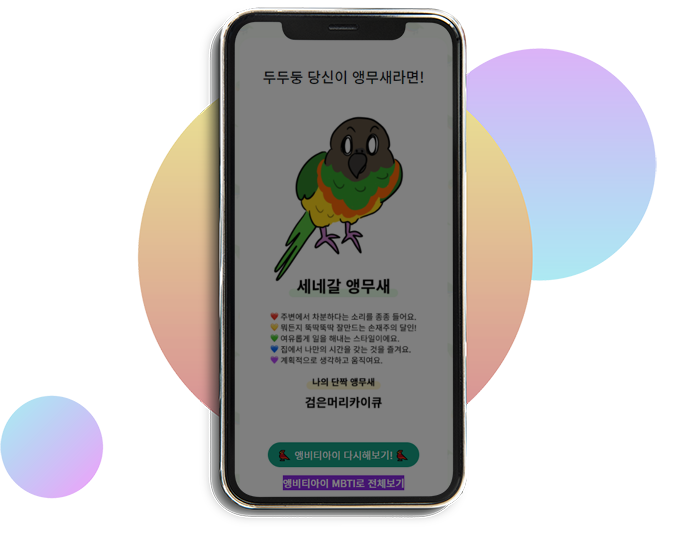 두두둥 당신이 앵무새라면!
세네갈 앵무새
❤️ 주변에서 차분하다는 소리를 종종 들어요.
💛 뭐든지 뚝딱뚝딱 잘만드는 손재주의 달인!
💚 여유롭게 일을 해내는 스타일이에요.
💙 집에서 나만의 시간을 갖는 것을 즐겨요.
💜 계획적으로 생각하고 움직여요.
나의 단짝 앵무새
검은머리카이큐
앵비티아이 다시해보기!
앵비티아이 MBTI로 전체보기